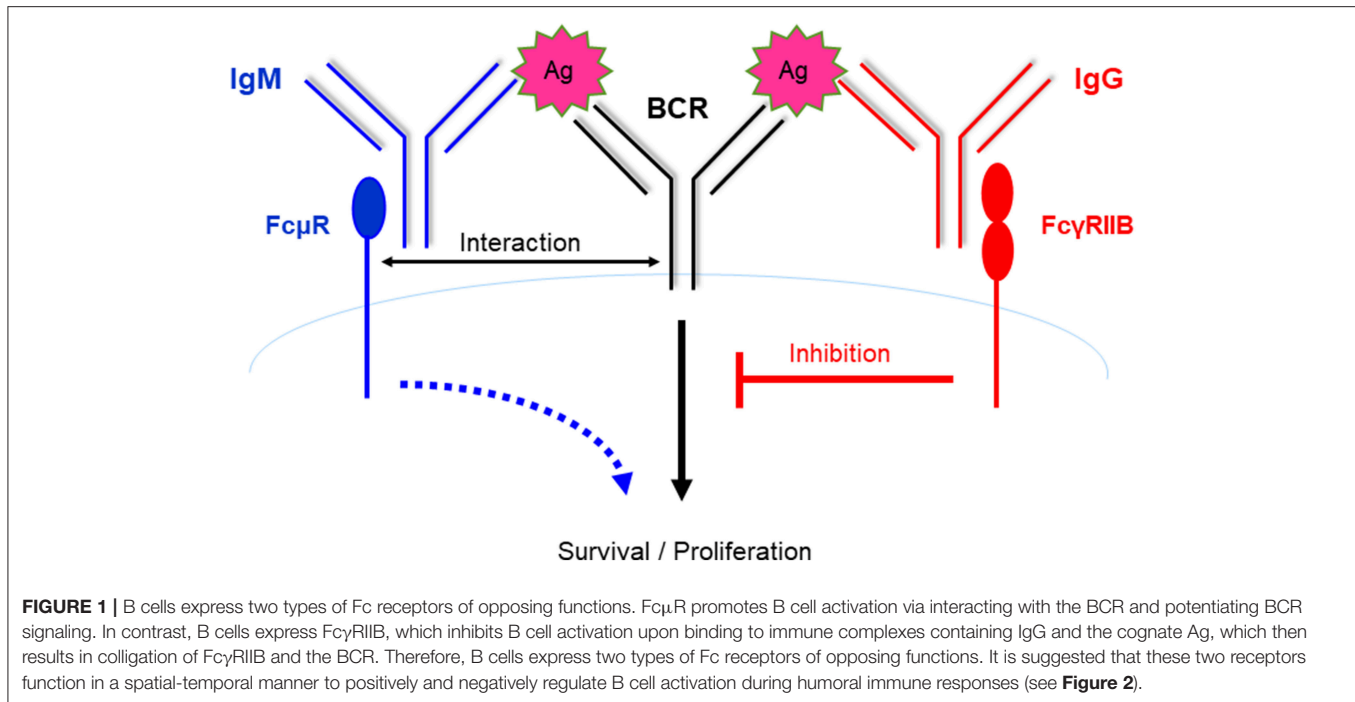 Ag
Ag
IgM
IgG
BCR
FcμR
FcγRIIB
Interaction
Inhibition
Survival / Proliferation
FIGURE 1 | B cells express two types of Fc receptors of opposing functions. FcμR promotes B cell activation via interacting with the BCR and potentiating BCR
signaling. In contrast, B cells express FcγRIIB, which inhibits B cell activation upon binding to immune complexes containing IgG and the cognate Ag, which then
results in colligation of FcγRIIB and the BCR. Therefore, B cells express two types of Fc receptors of opposing functions. It is suggested that these two receptors
function in a spatial-temporal manner to positively and negatively regulate B cell activation during humoral immune responses (see Figure 2).